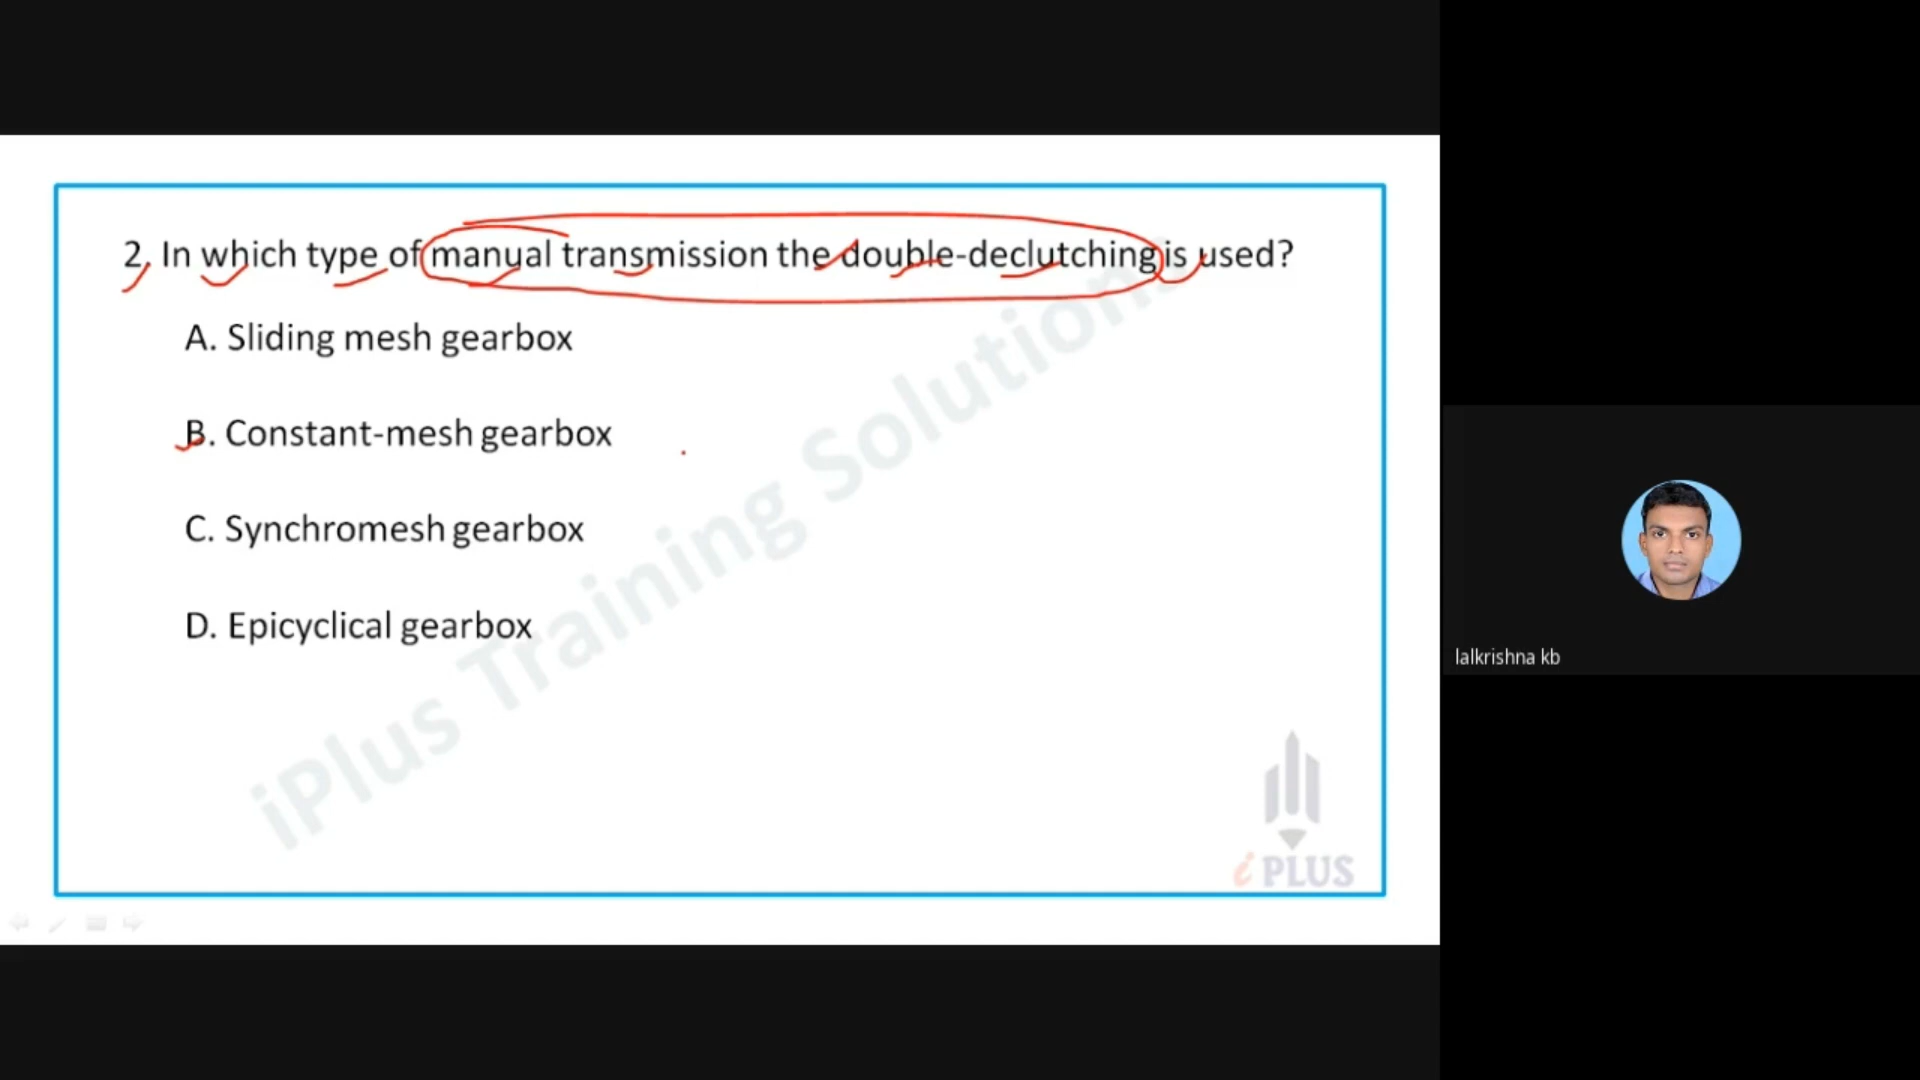 2. In which type of manual transmission the double-declutching is used?
A. Sliding mesh gearbox
B. Constant-mesh gearbox
C. Synchromesh gearbox
D. Epicyclical gearbox
iPlus Training Solutions
i PLUS
lalkrishna kb